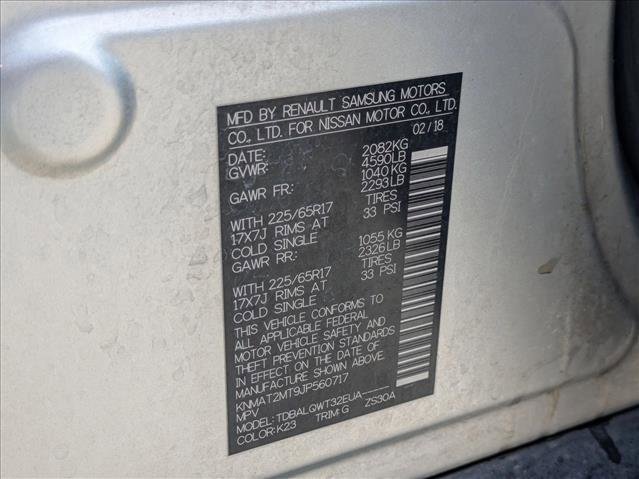 MFD BY RENAULT SAMSUNG MOTORS
CO., LTD. FOR NISSAN MOTOR CO., LTD.
DATE: 02/18
GVWR: 2082KG
4590LB
GAWR FR: 1040 KG
2293LB
WITH 225/65R17 TIRES
17X7J RIMS AT 33 PSI
COLD SINGLE
GAWR RR: 1055 KG
2326LB
WITH 225/65R17 TIRES
17X7J RIMS AT 33 PSI
COLD SINGLE
THIS VEHICLE CONFORMS TO
ALL APPLICABLE FEDERAL
MOTOR VEHICLE SAFETY AND
THEFT PREVENTION STANDARDS
IN EFFECT ON THE DATE OF
MANUFACTURE SHOWN ABOVE.
KNMAT2MT9JP560717
MPV
MODEL: TDBALQWT32EUA-----
COLOR:K23 TRIM:G ZS30A